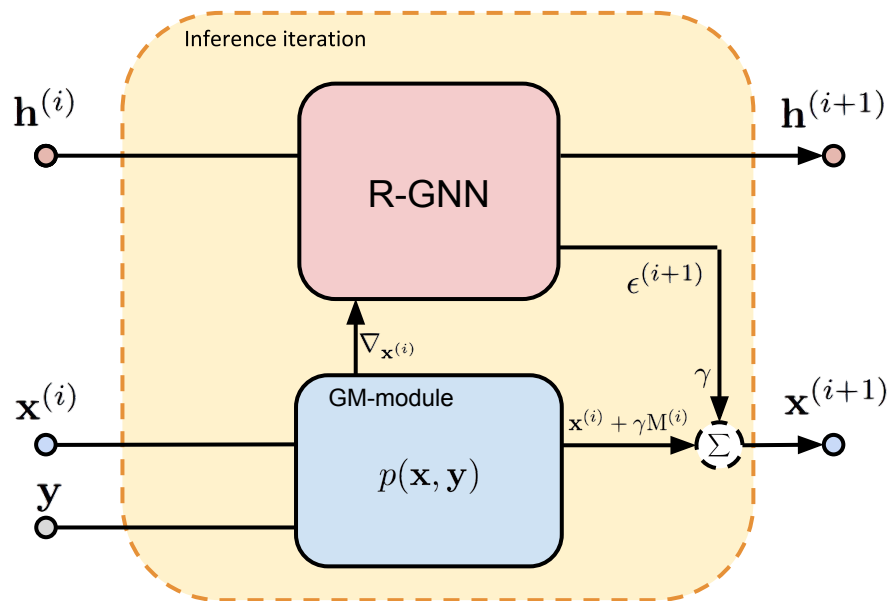 Inference iteration
h^(i)
h^(i+1)
R-GNN
ϵ^(i+1)
∇_x^(i)
γ
x^(i)
GM-module
x^(i) + γM^(i)
x^(i+1)
∑
p(x, y)
y